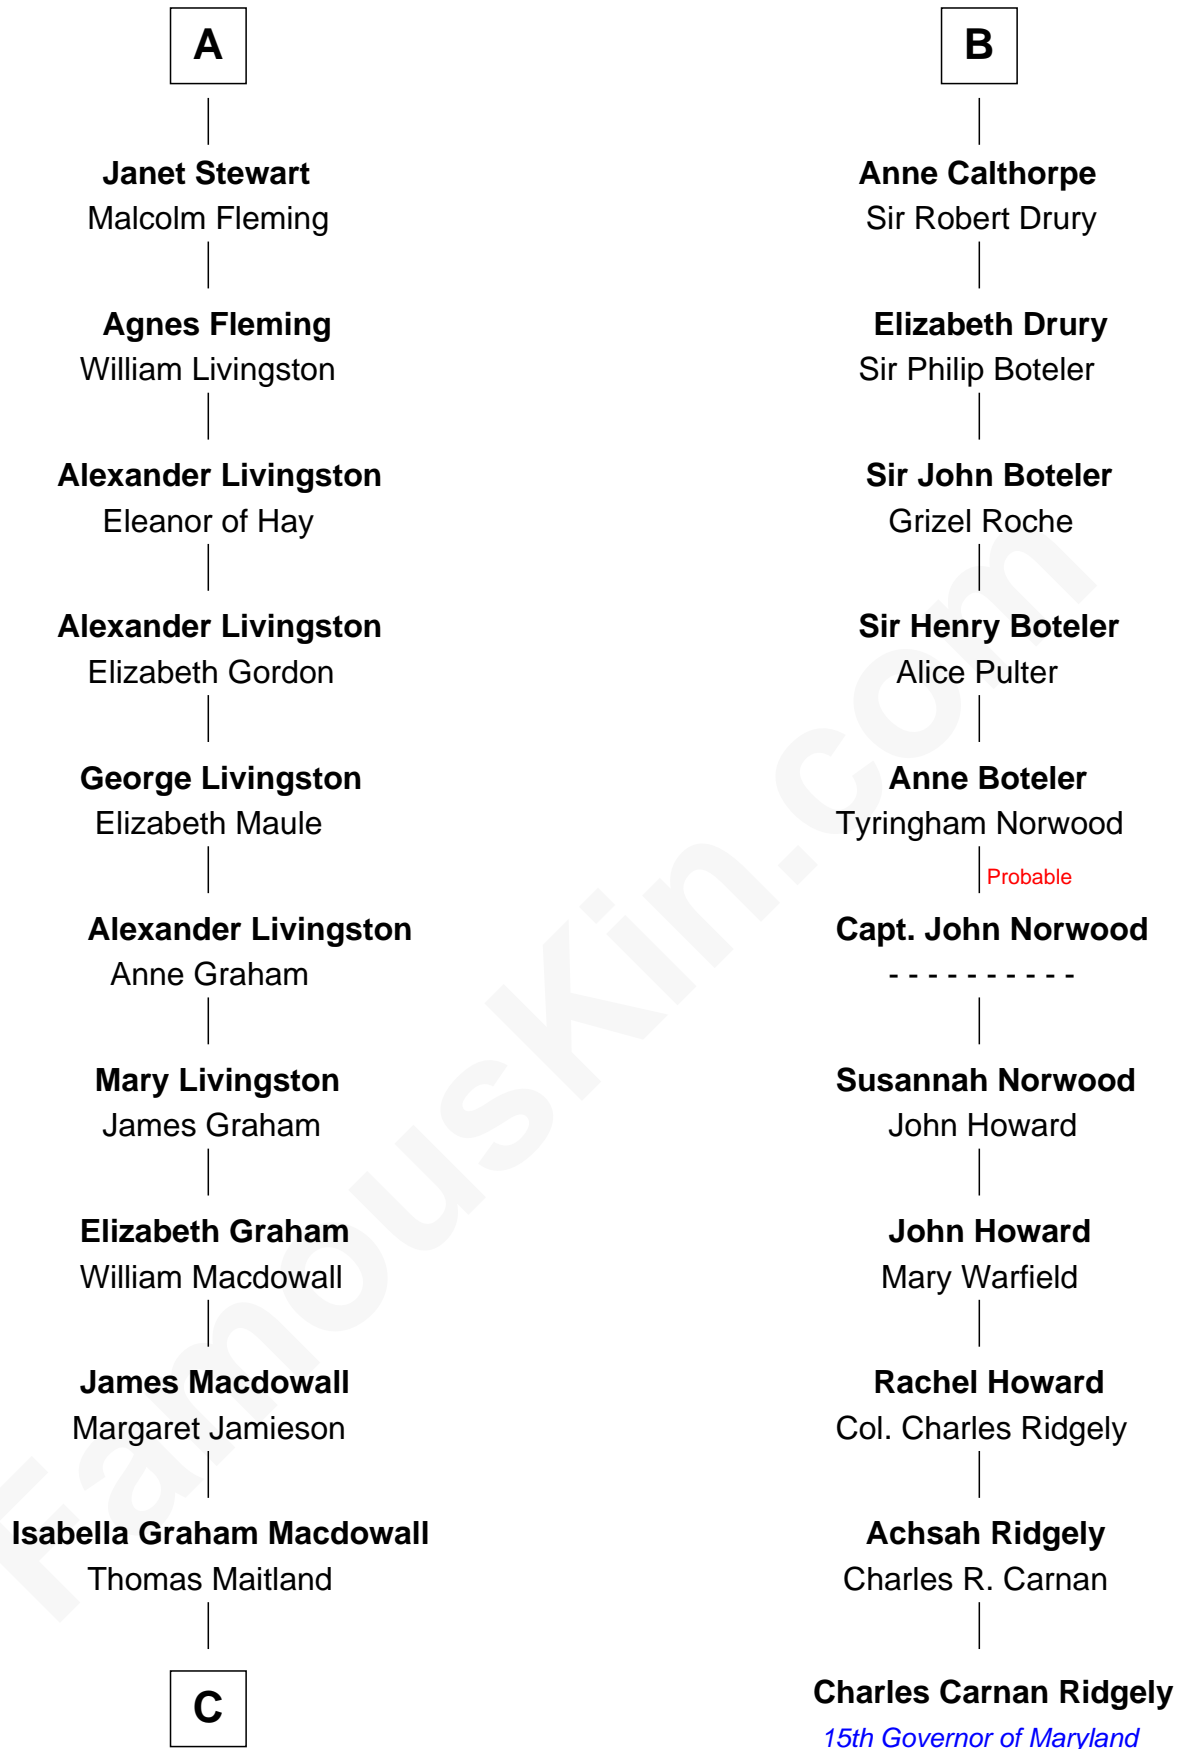 A
Janet Stewart
Malcolm Fleming
Agnes Fleming
William Livingston
Alexander Livingston
Eleanor of Hay
Alexander Livingston
Elizabeth Gordon
George Livingston
Elizabeth Maule
Alexander Livingston
Anne Graham
Mary Livingston
James Graham
Elizabeth Graham
William Macdowall
James Macdowall
Margaret Jamieson
Isabella Graham Macdowall
Thomas Maitland
C
B
Anne Calthorpe
Sir Robert Drury
Elizabeth Drury
Sir Philip Boteler
Sir John Boteler
Grizel Roche
Sir Henry Boteler
Alice Pulter
Anne Boteler
Tyringham Norwood
Probable
Capt. John Norwood
- - - - - - - - - -
Susannah Norwood
John Howard
John Howard
Mary Warfield
Rachel Howard
Col. Charles Ridgely
Achsah Ridgely
Charles R. Carnan
Charles Carnan Ridgely
15th Governor of Maryland
FamousKin.com